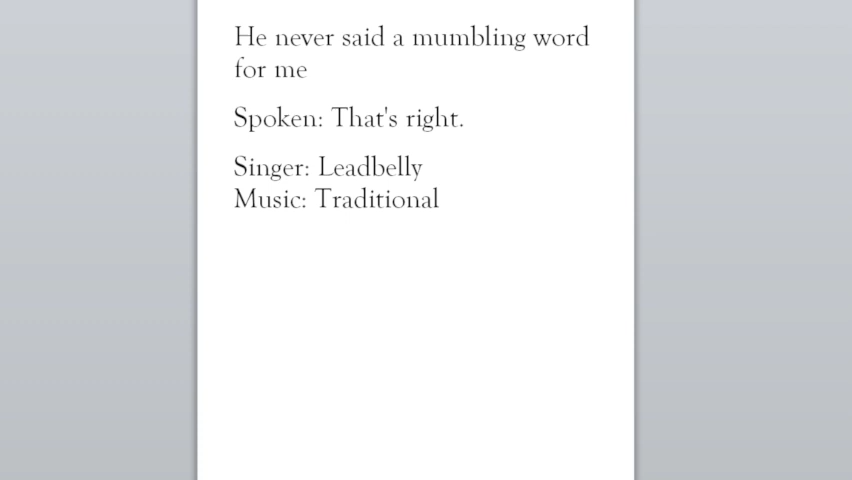 He never said a mumbling word
for me
Spoken: That's right.
Singer: Leadbelly
Music: Traditional